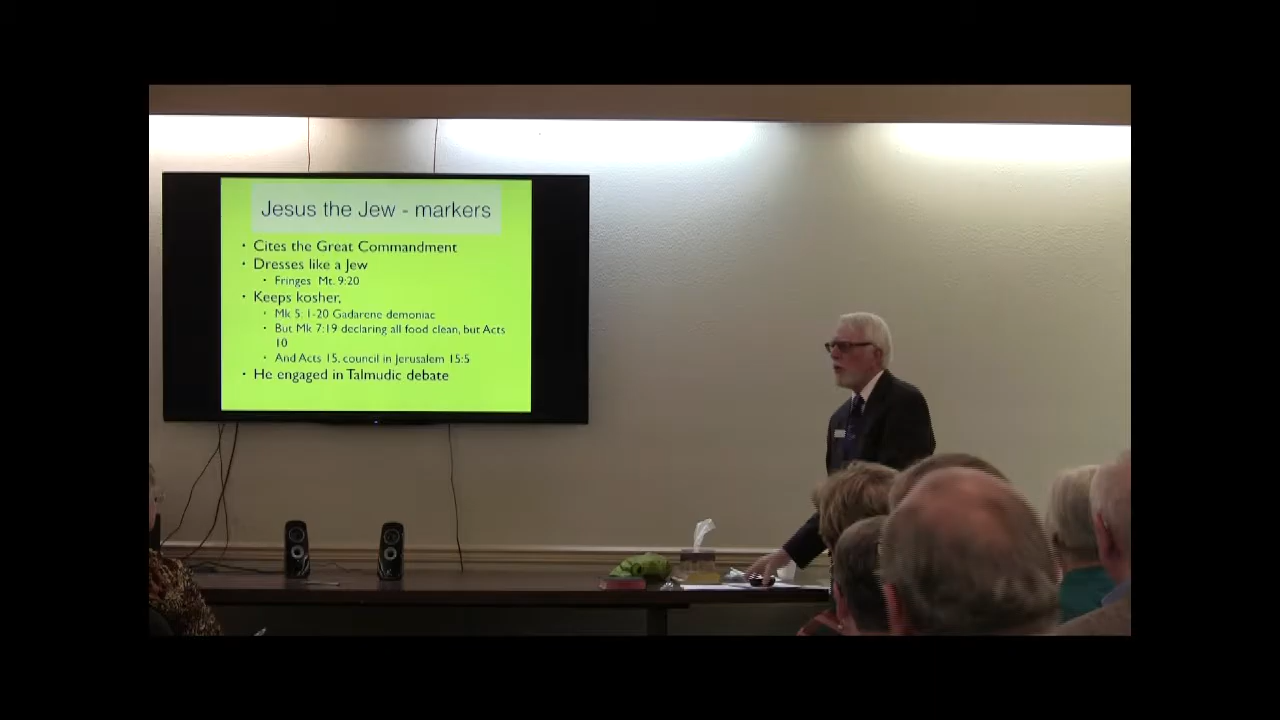 Jesus the Jew - markers
• Cites the Great Commandment
• Dresses like a Jew
• Fringes Mt. 9:20
• Keeps kosher,
• Mk 5: 1-20 Gadarene demoniac
• But Mk 7:19 declaring all food clean, but Acts
10
• And Acts 15, council in Jerusalem 15:5
• He engaged in Talmudic debate